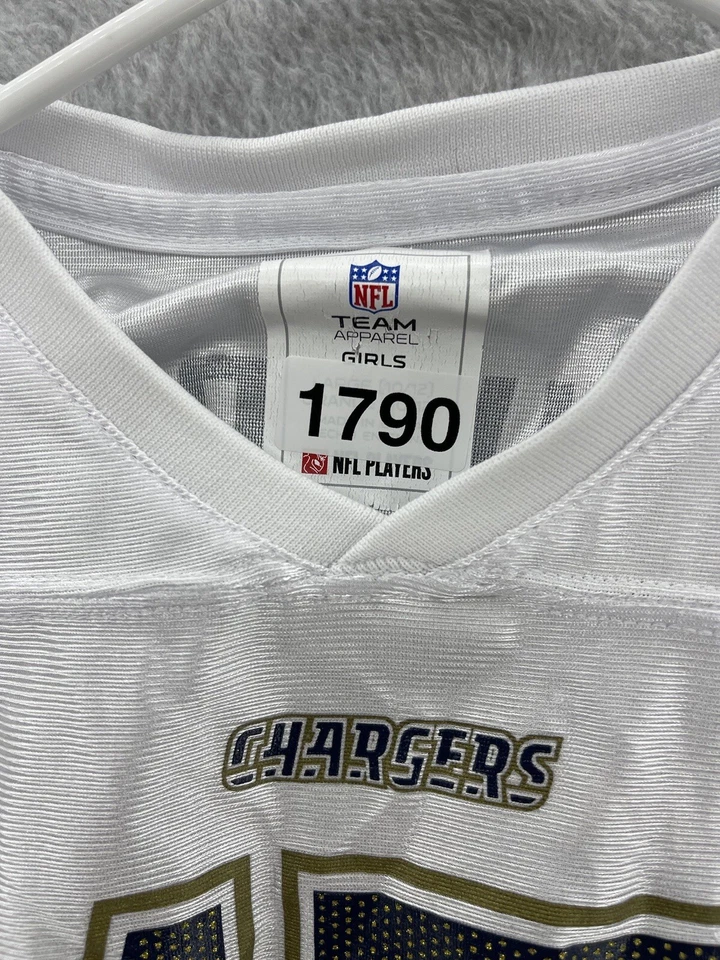 NFL
TEAM
APPAREL
GIRLS
1790
NFL PLAYERS
CHARGERS